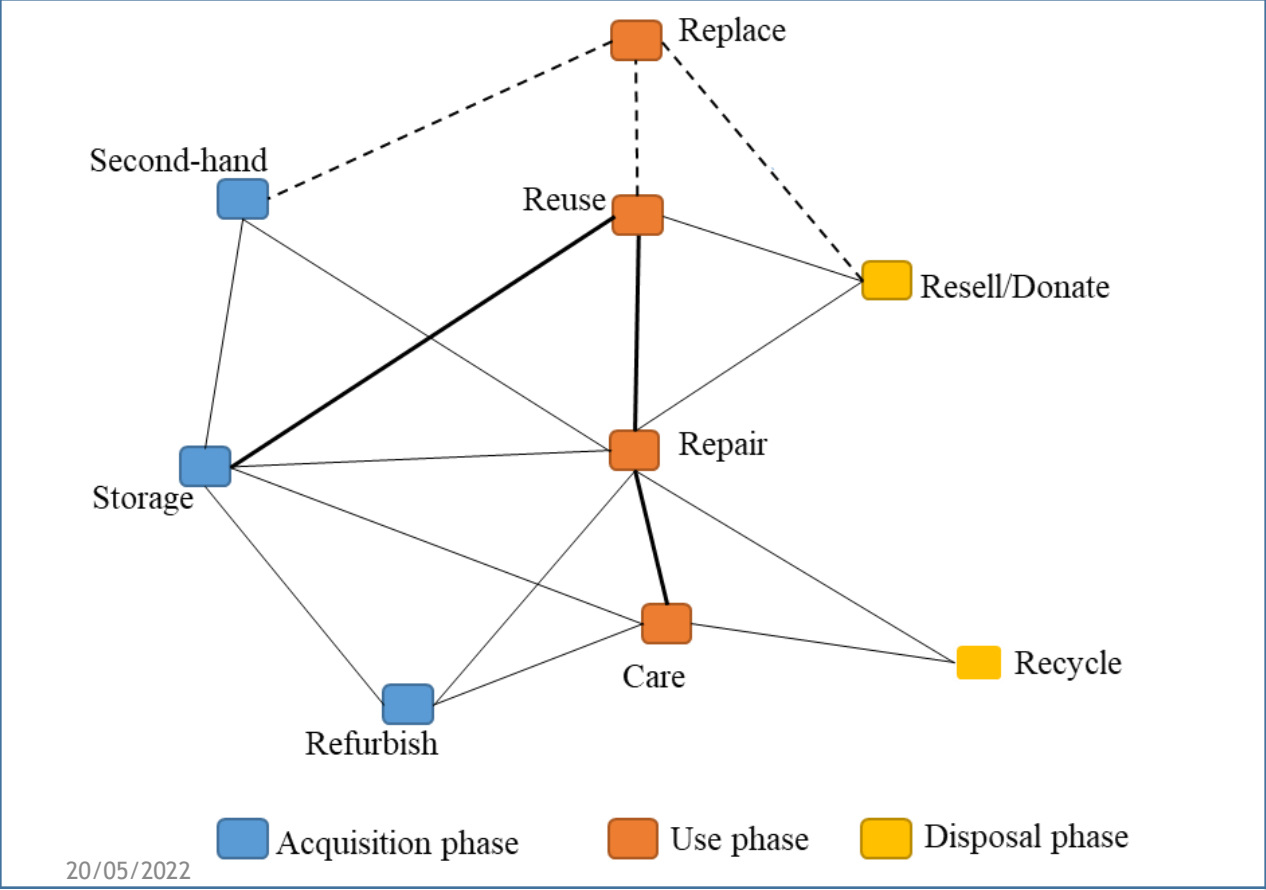 Replace
Second-hand
Reuse
Resell/Donate
Repair
Storage
Recycle
Care
Refurbish
Acquisition phase
Use phase
Disposal phase
20/05/2022